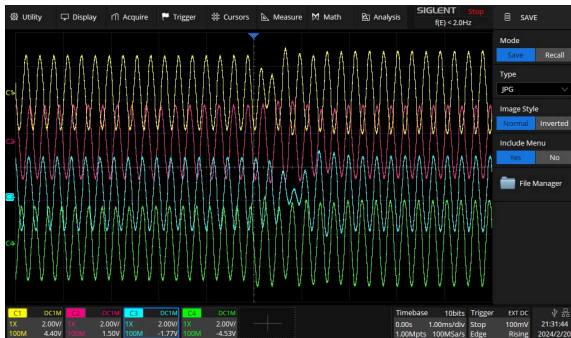 Utility Display Acquire Trigger Cursors Measure Math Analysis SIGLENT Stop
f(E) < 2.0Hz
SAVE
Mode
Save Recall
Type
JPG
Image Style
Normal Inverted
Include Menu
Yes No
File Manager
C1
C2
C3
C4
C1 DC1M C2 DC1M C3 DC1M C4 DC1M Timebase 10bits Trigger EXT DC
1X 2.00V/ 1X 2.00V/ 1X 2.00V/ 1X 2.00V/ 0.00s 1.00ms/div Stop 100mV 21:31:44
100M 4.40V 100M 1.50V 100M -1.77V 100M -4.53V 1.00Mpts 100MSa/s Edge Rising 2024/2/20